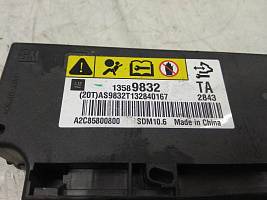 13589832 TA
(20T)AS9832T132840167 2843
A2C85800800 SDM10.6 Made in China